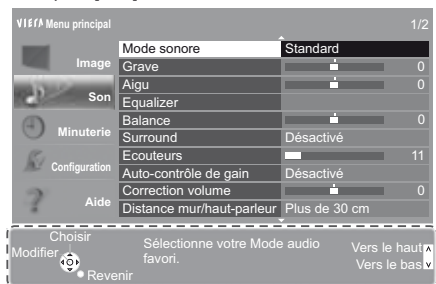 VIERA Menu principal 1/2
Mode sonore Standard
Image
Grave 0
Aigu 0
Son
Equalizer
Balance 0
Minuterie
Surround Désactivé
Ecouteurs 11
Configuration
Auto-contrôle de gain Désactivé
Correction volume 0
Aide
Distance mur/haut-parleur Plus de 30 cm
Choisir
Modifier
Revenir
Sélectionne votre Mode audio
favori.
Vers le haut
Vers le bas